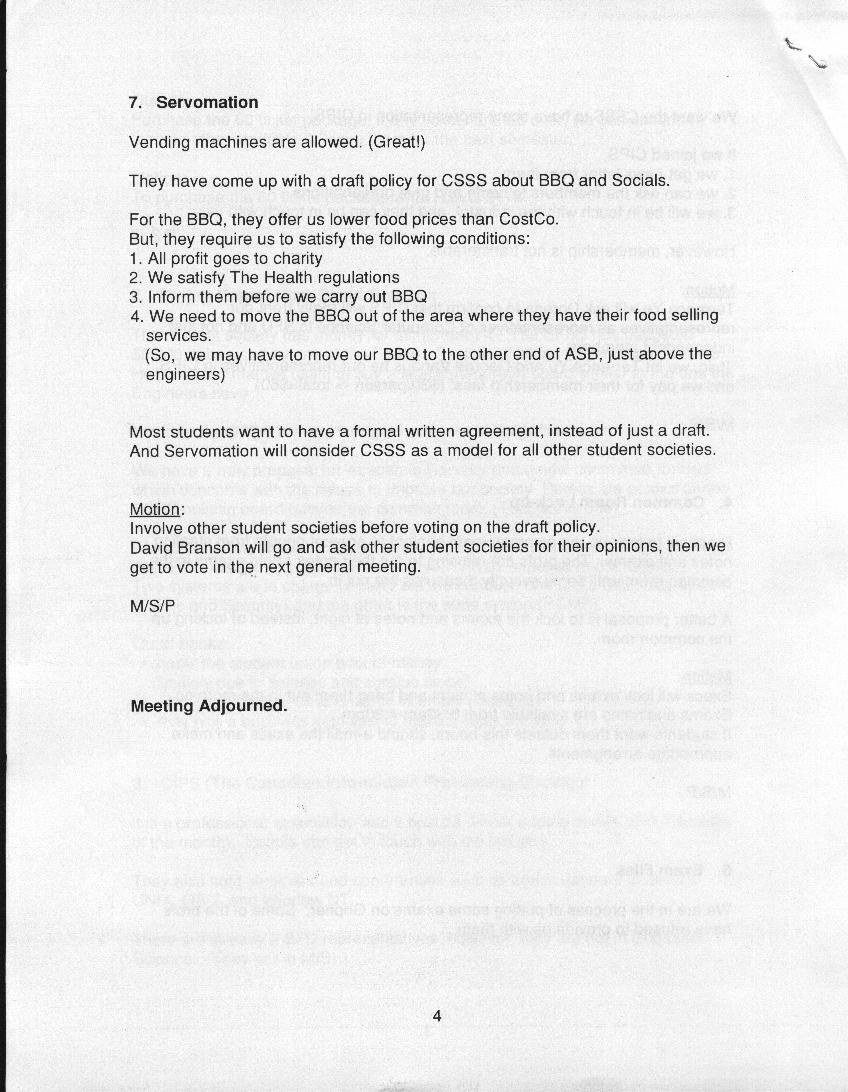 7. Servomation
Vending machines are allowed. (Great!)
They have come up with a draft policy for CSSS about BBQ and Socials.
For the BBQ, they offer us lower food prices than CostCo.
But, they require us to satisfy the following conditions:
1. All profit goes to charity
2. We satisfy The Health regulations
3. Inform them before we carry out BBQ
4. We need to move the BBQ out of the area where they have their food selling
services.
(So, we may have to move our BBQ to the other end of ASB, just above the
engineers)
Most students want to have a formal written agreement, instead of just a draft.
And Servomation will consider CSSS as a model for all other student societies.
Motion:
Involve other student societies before voting on the draft policy.
David Branson will go and ask other student societies for their opinions, then we
get to vote in the next general meeting.
M/S/P
Meeting Adjourned.
4